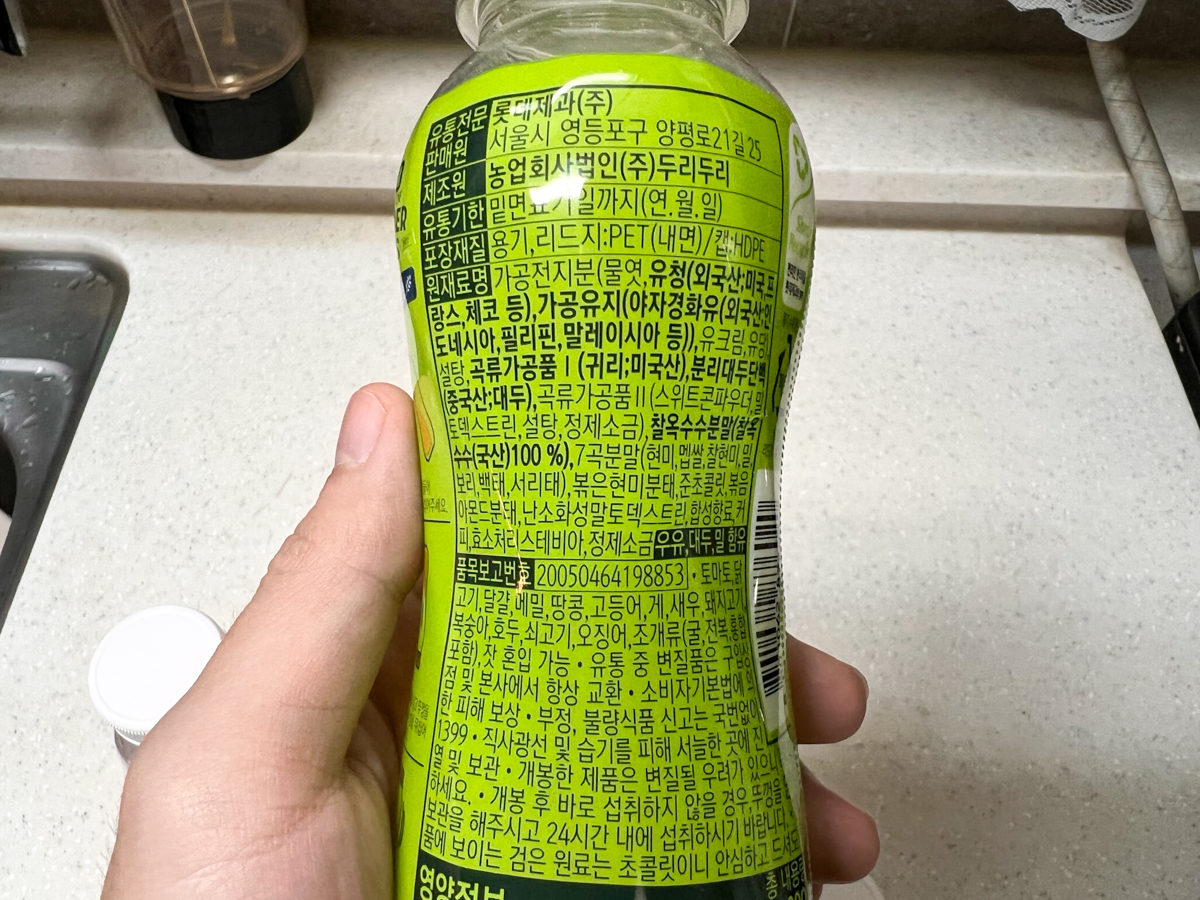 유통전문판매원 롯데제과(주)
서울시 영등포구 양평로21길 25
제조원 농업회사법인(주)두리두리
유통기한 밑면표기일까지(연.월.일)
포장재질 용기,리드지:PET(내면)/캡:HDPE
원재료명 가공전지분(물엿,유청(외국산;미국,프
랑스,체코 등),가공유지(야자경화유(외국산;인
도네시아,필리핀,말레이시아 등)),유크림,유당,
설탕,곡류가공품Ⅰ(귀리;미국산),분리대두단백
(중국산;대두),곡류가공품Ⅱ(스위트콘파우더,말
토덱스트린,설탕,정제소금),찰옥수수분말(찰옥
수수(국산)100 %),7곡분말(현미,멥쌀,찰현미,밀,
보리,백태,서리태),볶은현미분태,준초콜릿,볶음
아몬드분태,난소화성말토덱스트린,합성향료,커
피,효소처리스테비아,정제소금 우유,대두,밀 함유
품목보고번호 20050464198853 • 토마토,닭
고기,달걀,메밀,땅콩,고등어,게,새우,돼지고기,
복숭아,호두,쇠고기,오징어,조개류(굴,전복,홍합
포함),잣 혼입 가능 • 유통 중 변질품은 구입상
점 및 본사에서 항상 교환 • 소비자기본법에 의
한 피해 보상 • 부정, 불량식품 신고는 국번없이
1399 • 직사광선 및 습기를 피해 서늘한 곳에 진
열 및 보관 • 개봉한 제품은 변질될 우려가 있으니
하세요. • 개봉 후 바로 섭취하지 않을 경우 뚜껑을
보관을 해주시고 24시간 내에 섭취하시기 바랍니다.
품에 보이는 검은 원료는 초콜릿이니 안심하고 드셔도
영양정보